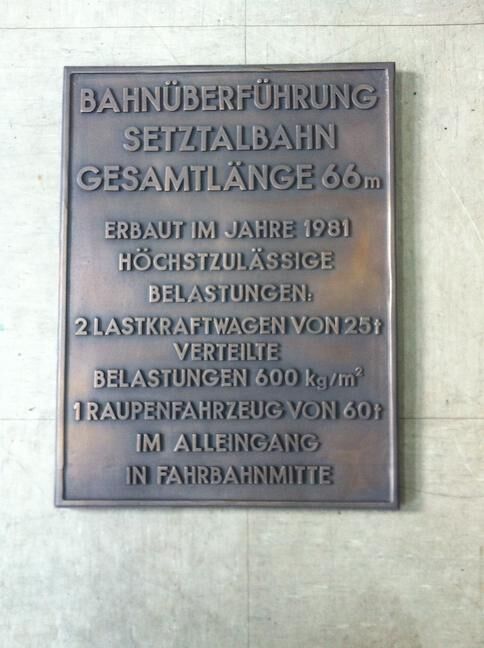 BAHNÜBERFÜHRUNG
SETZTALBAHN
GESAMTLÄNGE 66m
ERBAUT IM JAHRE 1981
HÖCHSTZULÄSSIGE
BELASTUNGEN:
2 LASTKRAFTWAGEN VON 25t
VERTEILTE
BELASTUNGEN 600 kg/m²
1 RAUPENFAHRZEUG VON 60t
IM ALLEINGANG
IN FAHRBAHNMITTE